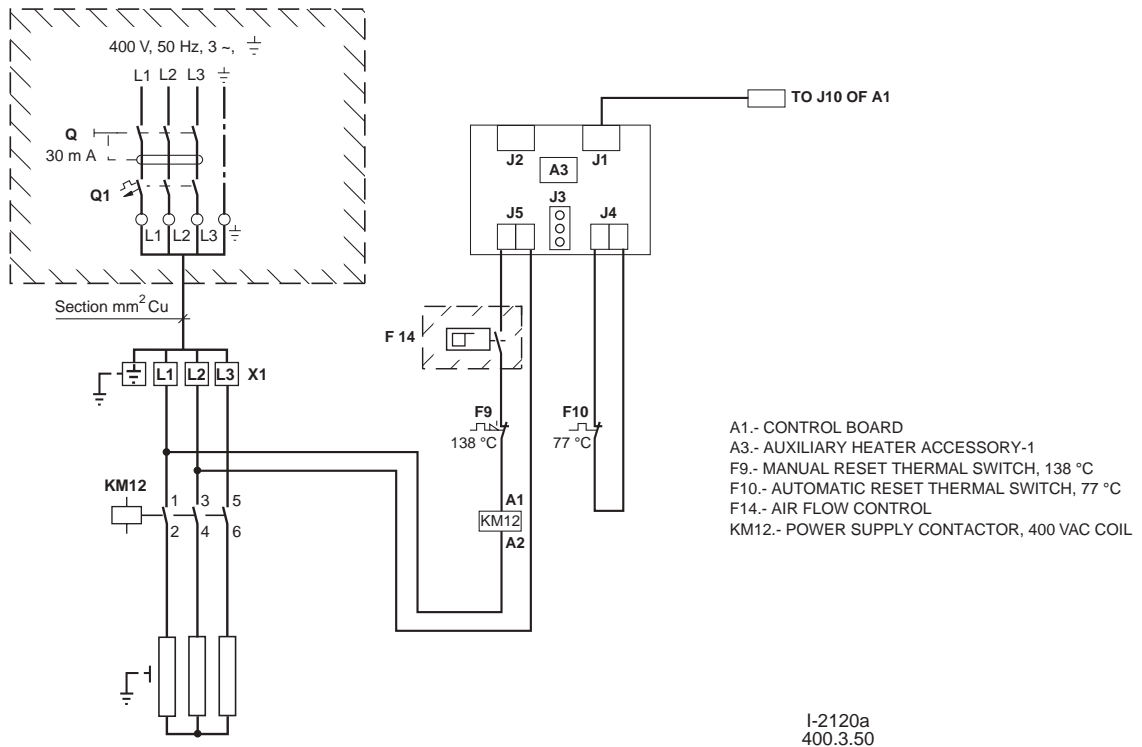 400 V, 50 Hz, 3 ~,
L1 L2 L3
Q
30 m A
Q1
L1 L2 L3
Section mm² Cu
L1 L2 L3 X1
KM12
1 3 5
2 4 6
TO J10 OF A1
J2 J1
A3
J3
J5 J4
F 14
F9
138 °C
F10
77 °C
A1
KM12
A2
A1.- CONTROL BOARD
A3.- AUXILIARY HEATER ACCESSORY-1
F9.- MANUAL RESET THERMAL SWITCH, 138 °C
F10.- AUTOMATIC RESET THERMAL SWITCH, 77 °C
F14.- AIR FLOW CONTROL
KM12.- POWER SUPPLY CONTACTOR, 400 VAC COIL
I-2120a
400.3.50